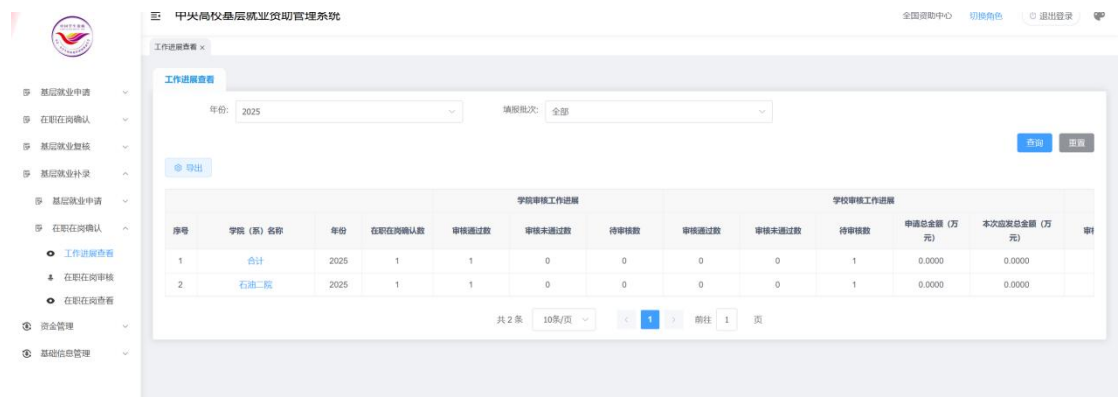 中央高校基层就业资助管理系统
全国资助中心 切换角色 退出登录
工作进展查看 ×
基层就业申请
在职在岗确认
基层就业复核
基层就业补录
基层就业申请
在职在岗确认
工作进展查看
在职在岗审核
在职在岗查看
资金管理
基础信息管理
工作进展查看
年份: 2025 填报批次: 全部
查询 重置
导出
学院审核工作进展 学校审核工作进展
序号 学院（系）名称 年份 在职在岗确认数 审核通过数 审核未通过数 待审核数 审核通过数 审核未通过数 待审核数 申请总金额（万元） 本次应发总金额（万元）
1 合计 2025 1 1 0 0 0 0 1 0.0000 0.0000
2 石油二院 2025 1 1 0 0 0 0 1 0.0000 0.0000
共 2 条 10条/页 < 1 > 前往 1 页